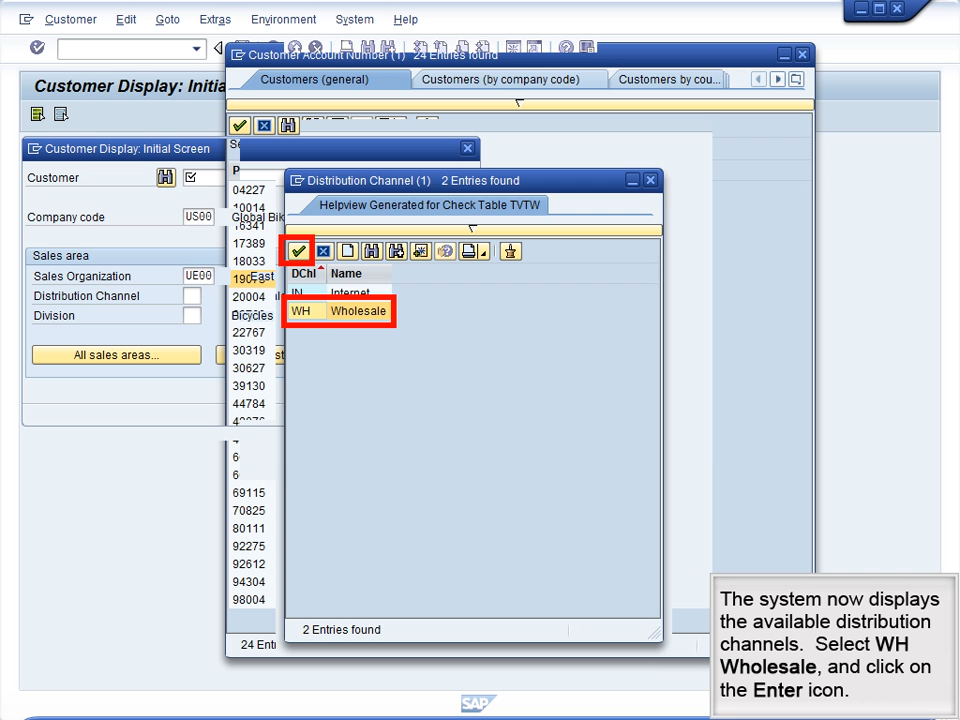 Customer Edit Goto Extras Environment System Help
Customer Account Number (1) 24 Entries found
Customers (general) Customers (by company code) Customers by cou...
Customer Display: Initia
Customer Display: Initial Screen
Customer
Company code US00 Global Bik
Sales area
Sales Organization UE00 East
Distribution Channel
Division Bicycles
All sales areas...
04227
10014
16341
17389
18033
20004
22767
30319
30627
39130
44784
69115
70825
80111
92275
92612
94304
98004
24 Ent
Distribution Channel (1) 2 Entries found
Helpview Generated for Check Table TVTW
DChl Name
IN Internet
WH Wholesale
2 Entries found
The system now displays
the available distribution
channels. Select WH
Wholesale, and click on
the Enter icon.
SAP